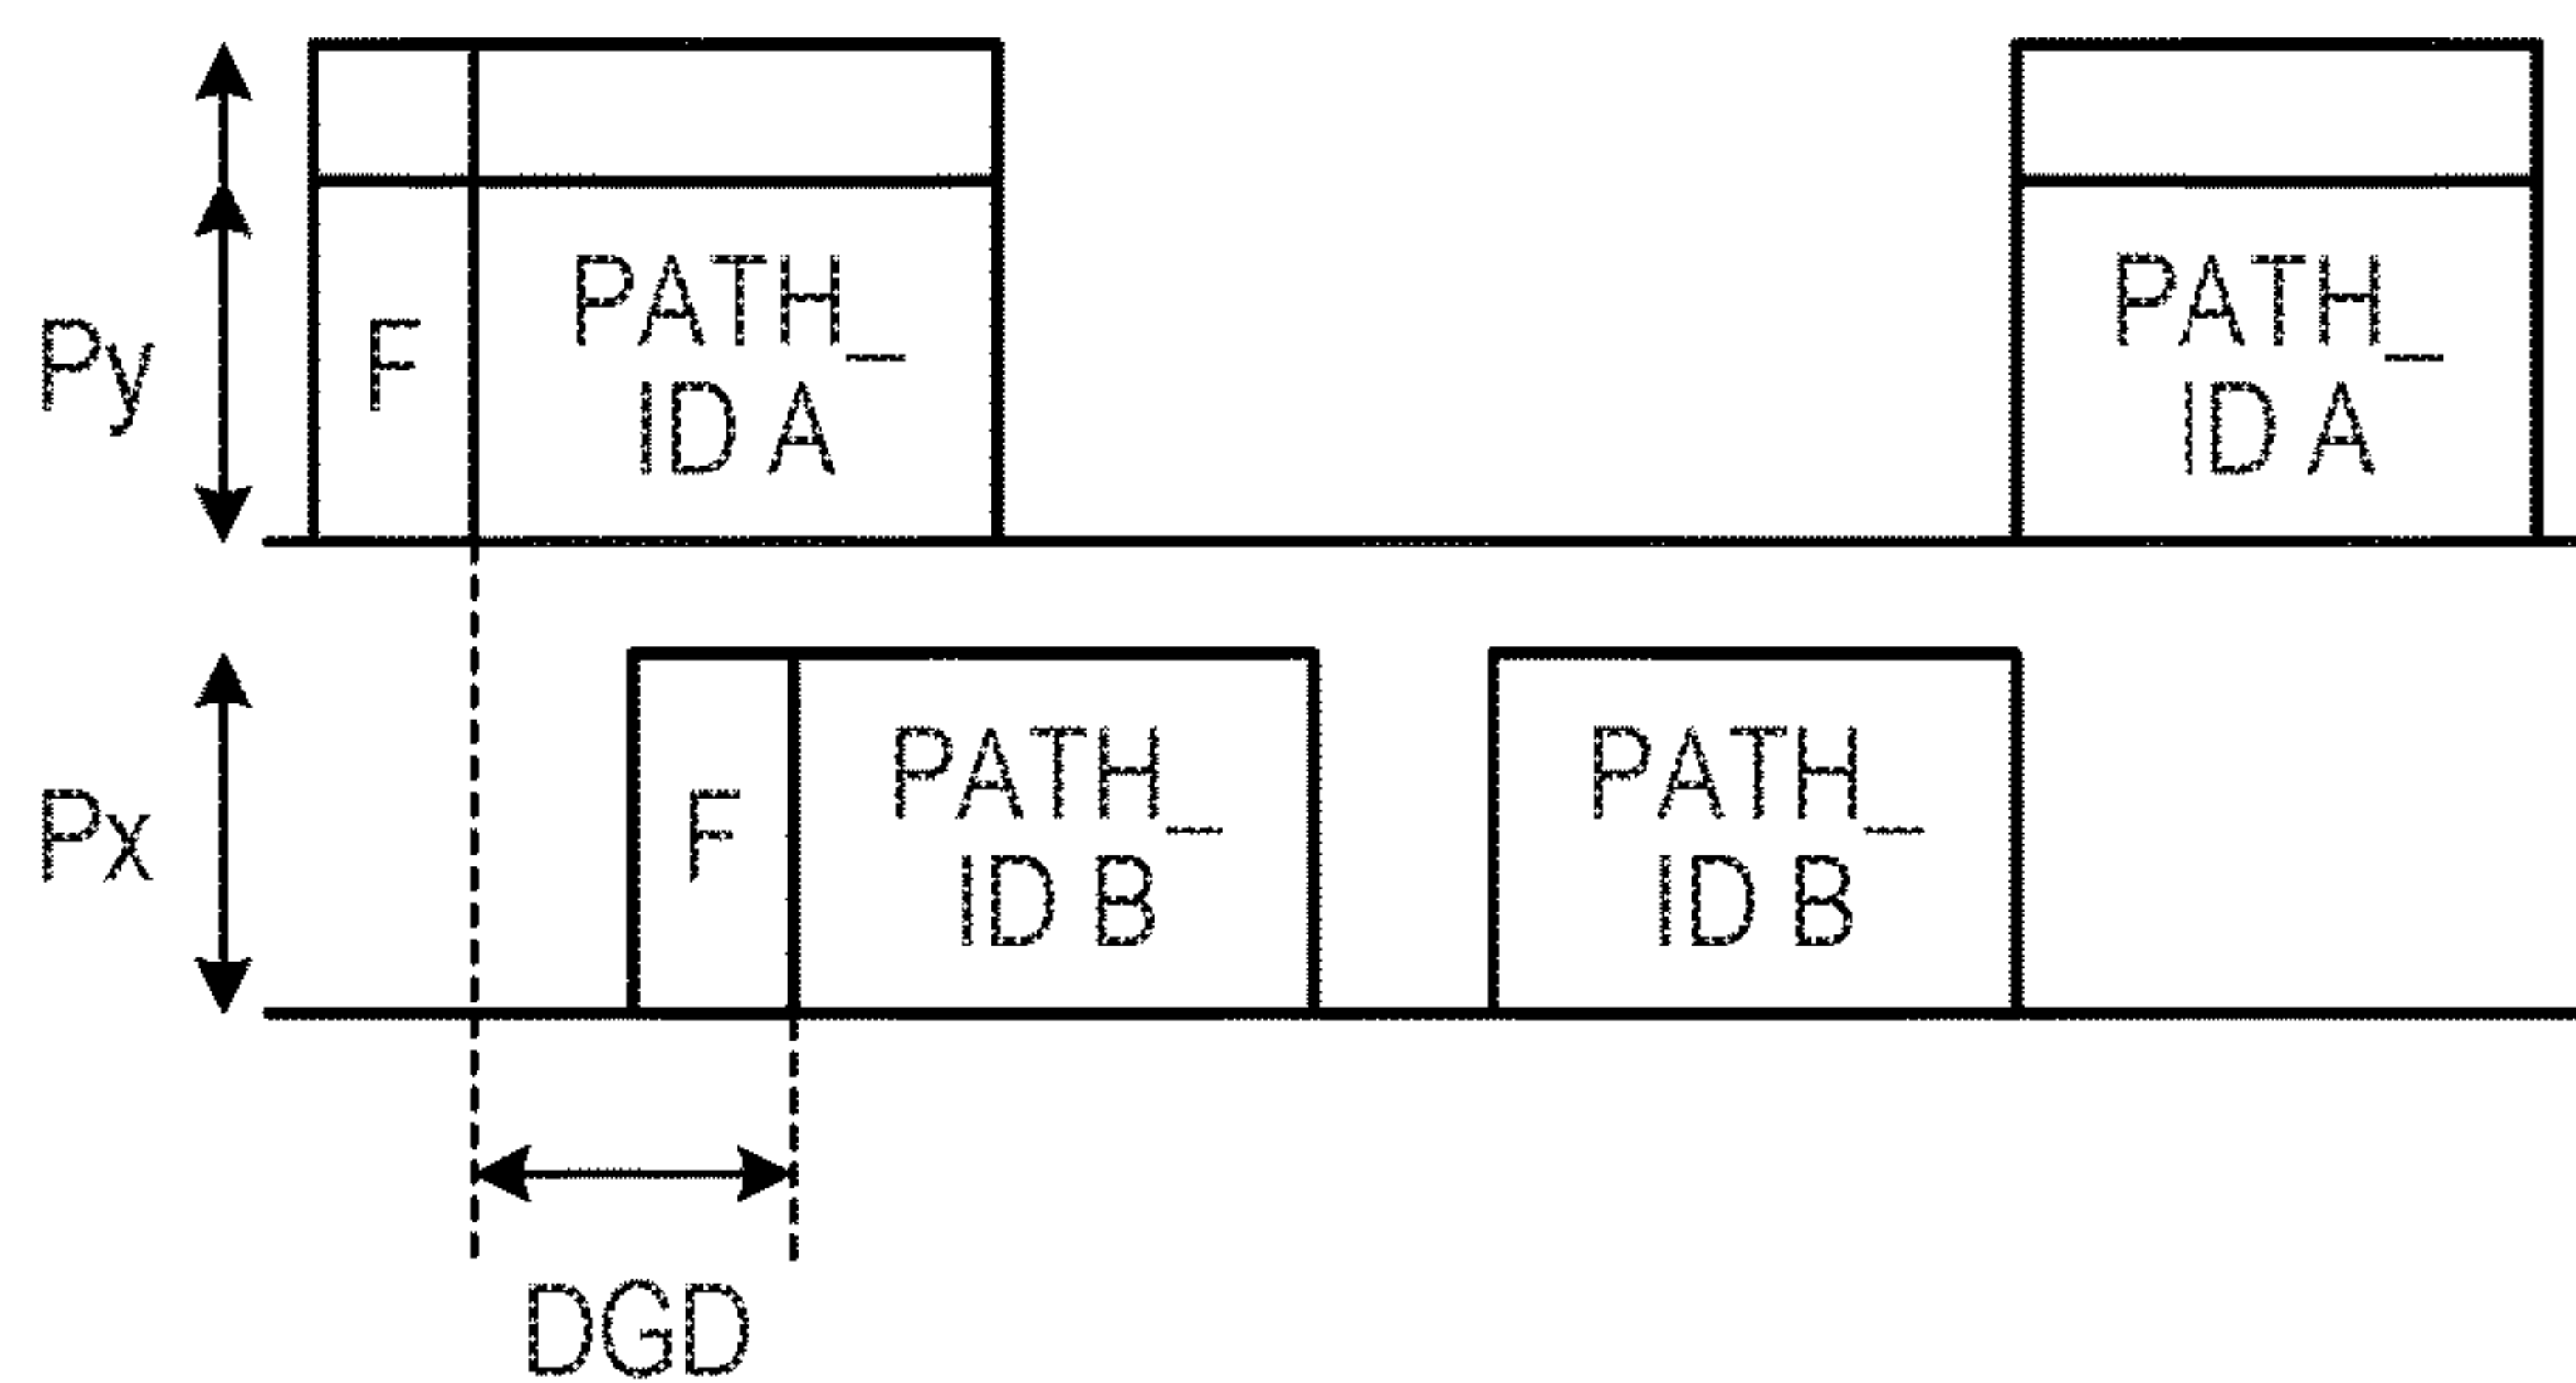 Py
F
PATH_
ID A
PATH_
ID A
Px
F
PATH_
ID B
PATH_
ID B
DGD